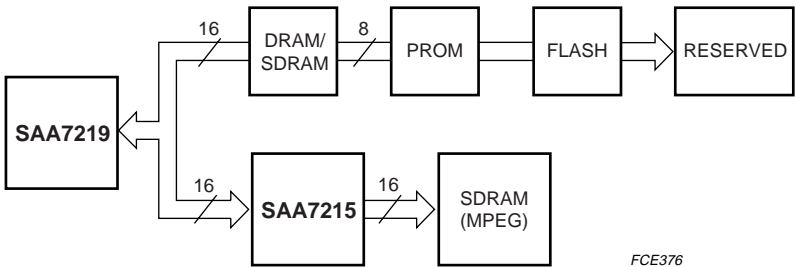 16
DRAM/
SDRAM
8
PROM
FLASH
RESERVED
SAA7219
16
SAA7215
16
SDRAM
(MPEG)
FCE376